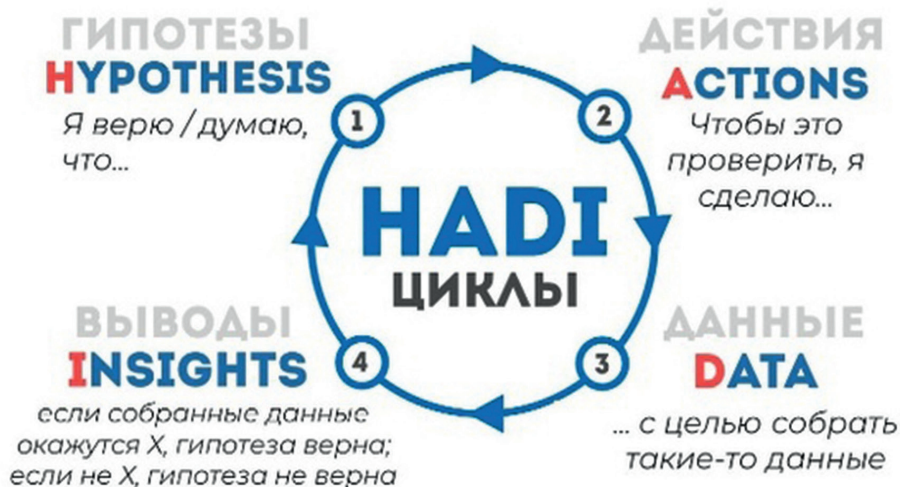 ГИПОТЕЗЫ
HYPOTHESIS
Я верю / думаю,
что...
1
ДЕЙСТВИЯ
ACTIONS
Чтобы это
проверить, я
сделаю...
2
HADI
ЦИКЛЫ
ДАННЫЕ
DATA
... с целью собрать
такие-то данные
3
ВЫВОДЫ
INSIGHTS
если собранные данные
окажутся X, гипотеза верна;
если не X, гипотеза не верна
4